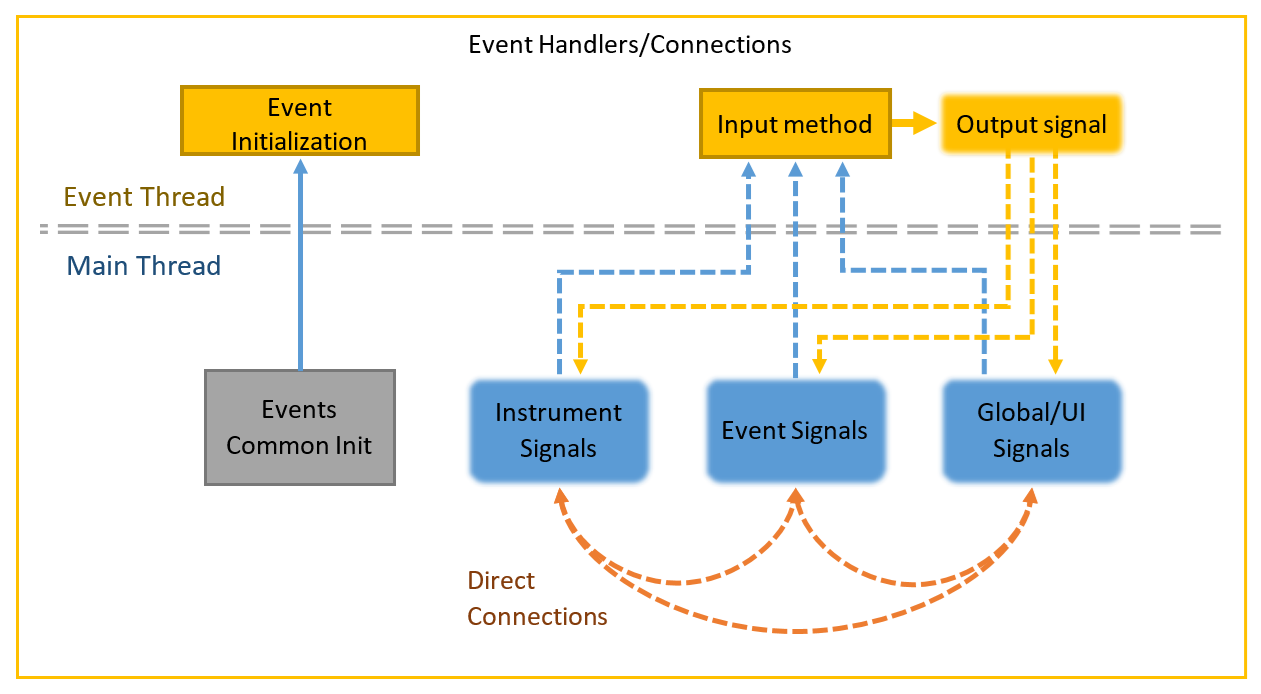 Event Handlers/Connections
Event
Initialization
Input method
Output signal
Event Thread
Main Thread
Events
Common Init
Instrument
Signals
Event Signals
Global/UI
Signals
Direct
Connections